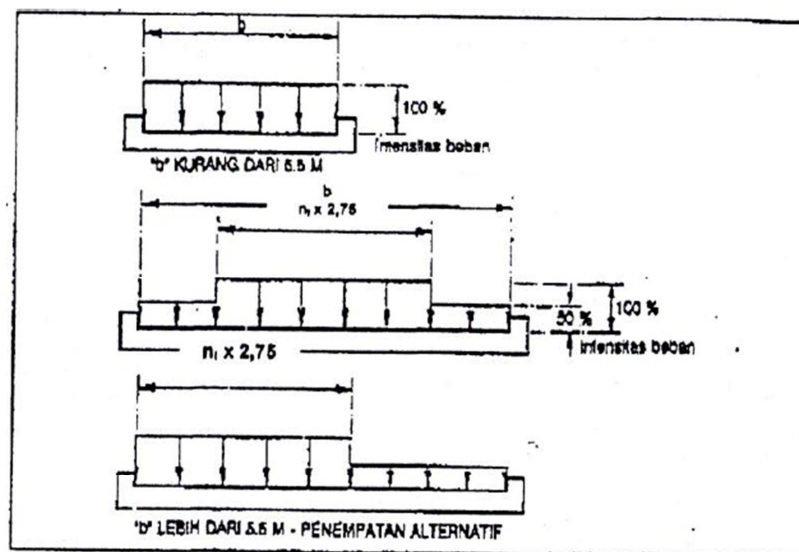 b
100 %
Intensitas beban
"b" KURANG DARI 5.5 M
b
n₁ x 2,75
100 %
50 %
Intensitas beban
n₁ x 2,75
"b" LEBIH DARI 5.5 M - PENEMPATAN ALTERNATIF